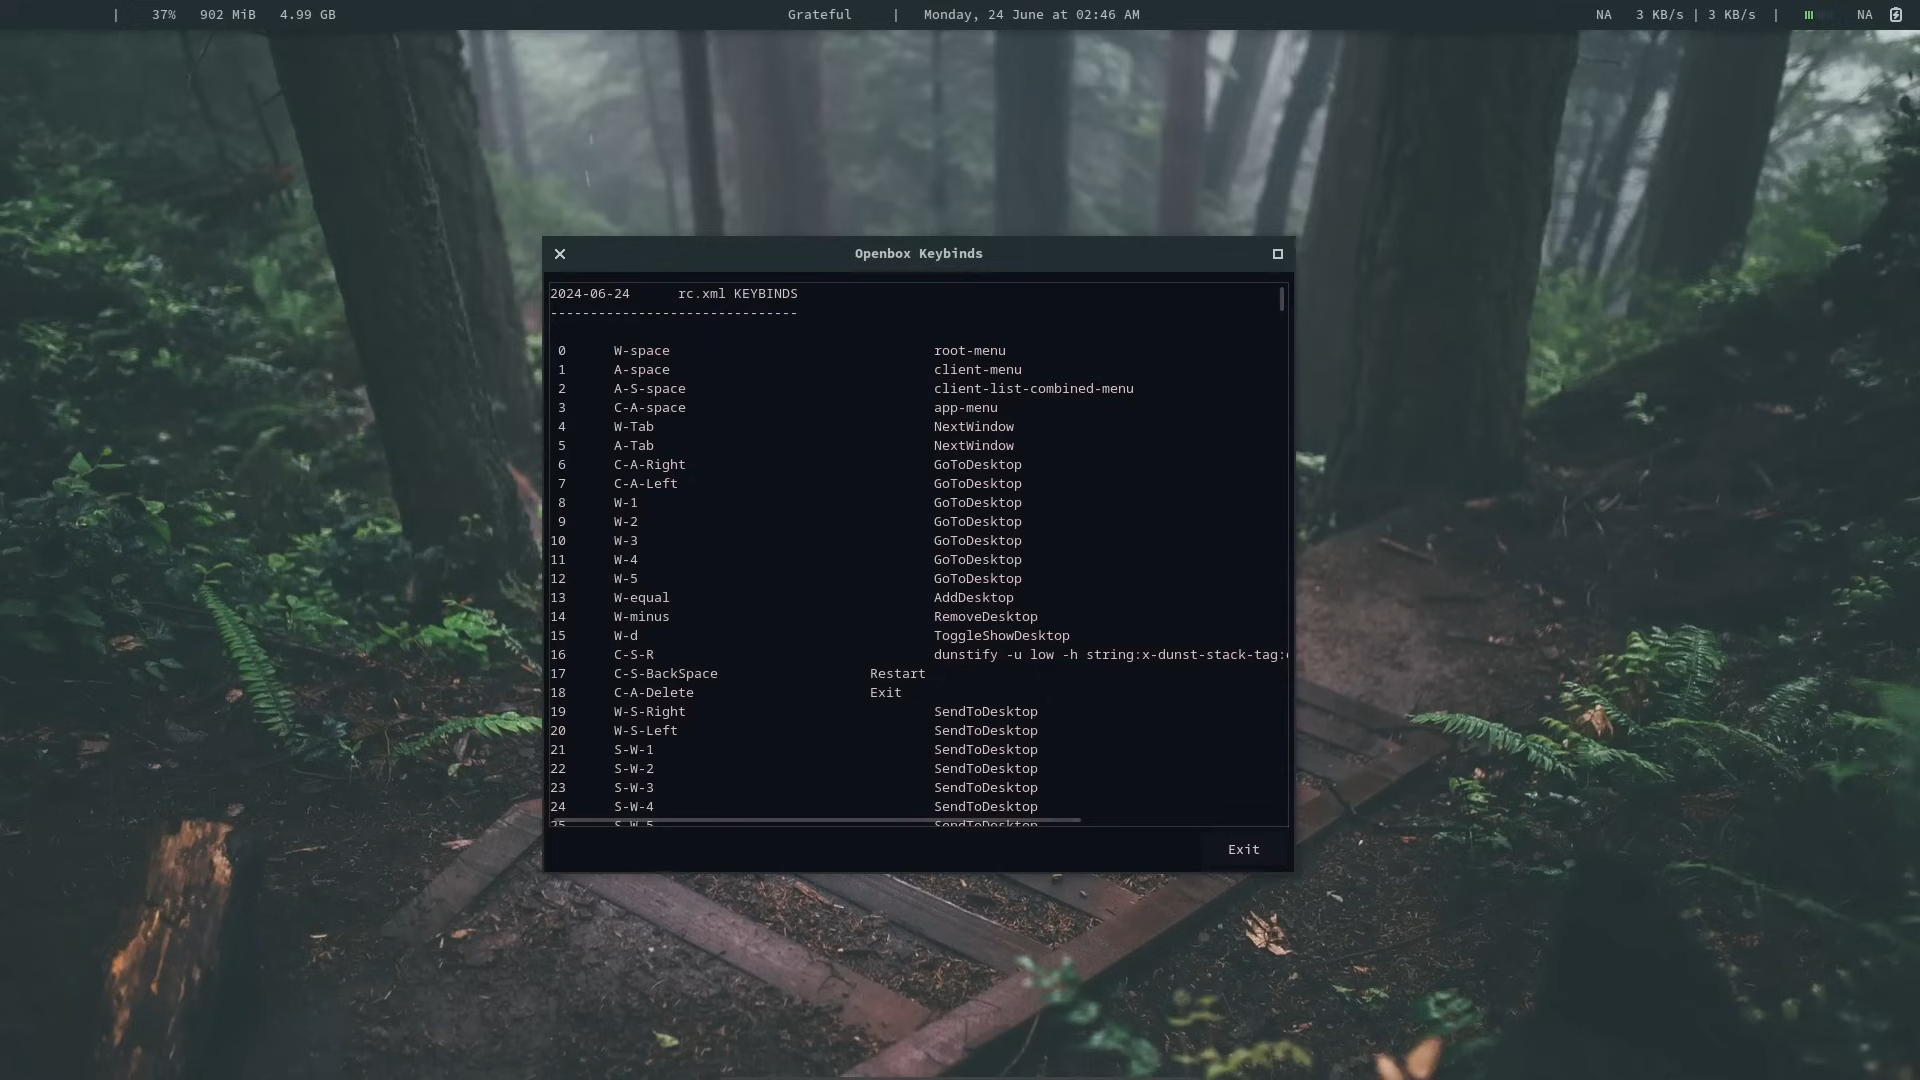 | 37% 902 MiB 4.99 GB Grateful | Monday, 24 June at 02:46 AM NA 3 KB/s | 3 KB/s | NA
Openbox Keybinds
2024-06-24 rc.xml KEYBINDS
-------------------------------
0 W-space root-menu
1 A-space client-menu
2 A-S-space client-list-combined-menu
3 C-A-space app-menu
4 W-Tab NextWindow
5 A-Tab NextWindow
6 C-A-Right GoToDesktop
7 C-A-Left GoToDesktop
8 W-1 GoToDesktop
9 W-2 GoToDesktop
10 W-3 GoToDesktop
11 W-4 GoToDesktop
12 W-5 GoToDesktop
13 W-equal AddDesktop
14 W-minus RemoveDesktop
15 W-d ToggleShowDesktop
16 C-S-R dunstify -u low -h string:x-dunst-stack-tag:
17 C-S-BackSpace Restart
18 C-A-Delete Exit
19 W-S-Right SendToDesktop
20 W-S-Left SendToDesktop
21 S-W-1 SendToDesktop
22 S-W-2 SendToDesktop
23 S-W-3 SendToDesktop
24 S-W-4 SendToDesktop
25 S-W-5 SendToDesktop
Exit